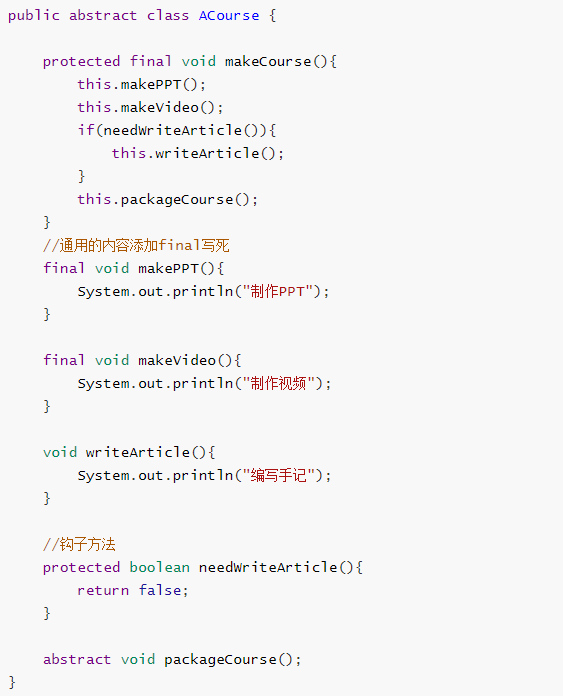 public abstract class ACourse {
protected final void makeCourse(){
this.makePPT();
this.makeVideo();
if(needWriteArticle()){
this.writeArticle();
}
this.packageCourse();
}
//通用的内容添加final写死
final void makePPT(){
System.out.println("制作PPT");
}
final void makeVideo(){
System.out.println("制作视频");
}
void writeArticle(){
System.out.println("编写手记");
}
//钩子方法
protected boolean needWriteArticle(){
return false;
}
abstract void packageCourse();
}